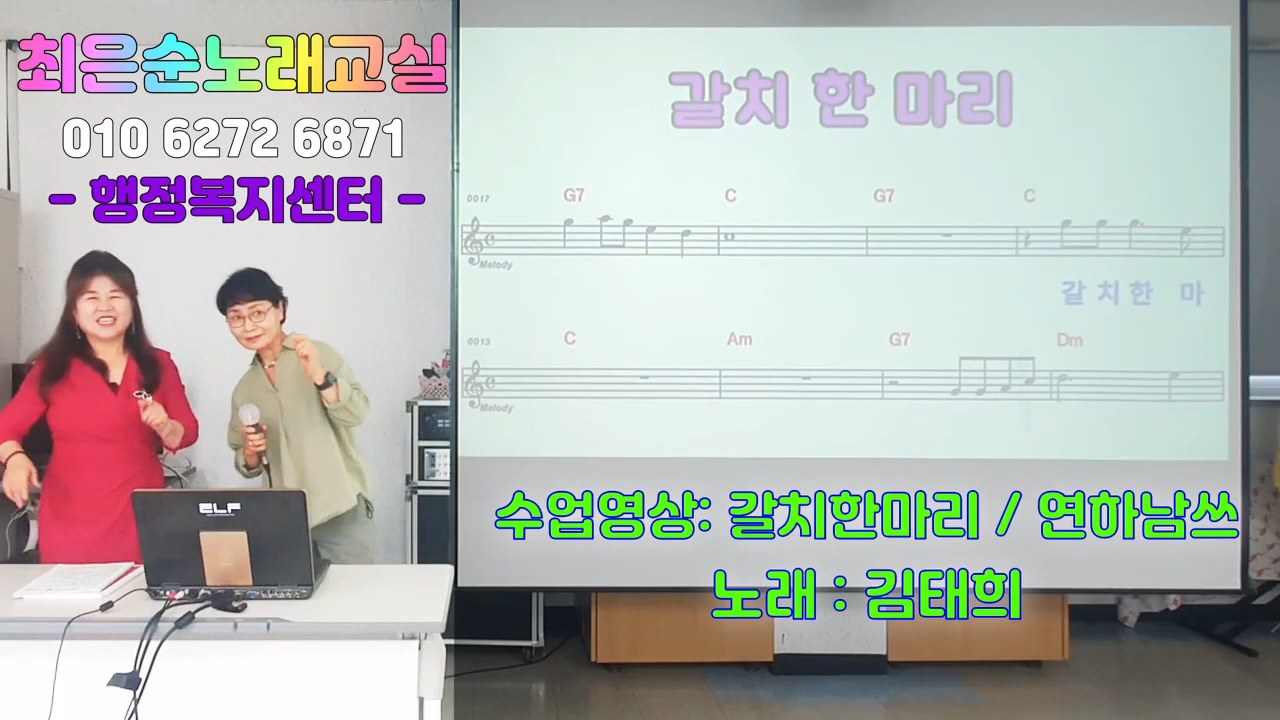 최은순노래교실
010 6272 6871
- 행정복지센터 -
갈치 한 마리
0017 G7 C G7 C
Melody
갈 치 한 마
0013 C Am G7 Dm
Melody
ELF
수업영상: 갈치한마리 / 연하남쓰
노래 : 김태희